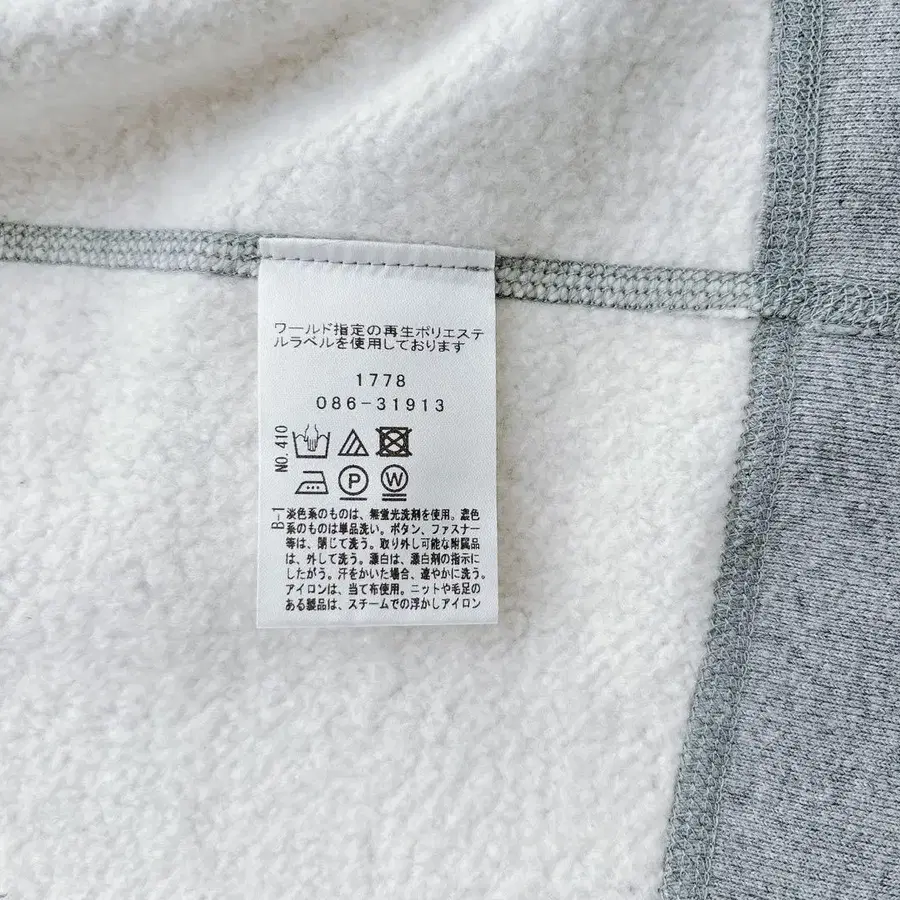 ワールド指定の再生ポリエステ
ルラベルを使用しております
1778
086-31913
NO.410
P W
B-1
淡色系のものは、無蛍光洗剤を使用。濃色
系のものは単品洗い。ボタン、ファスナー
等は、閉じて洗う。取り外し可能な附属品
は、外して洗う。漂白は、漂白剤の指示に
したがう。汗をかいた場合、速やかに洗う。
アイロンは、当て布使用。ニットや毛足の
ある製品は、スチームでの浮かしアイロン